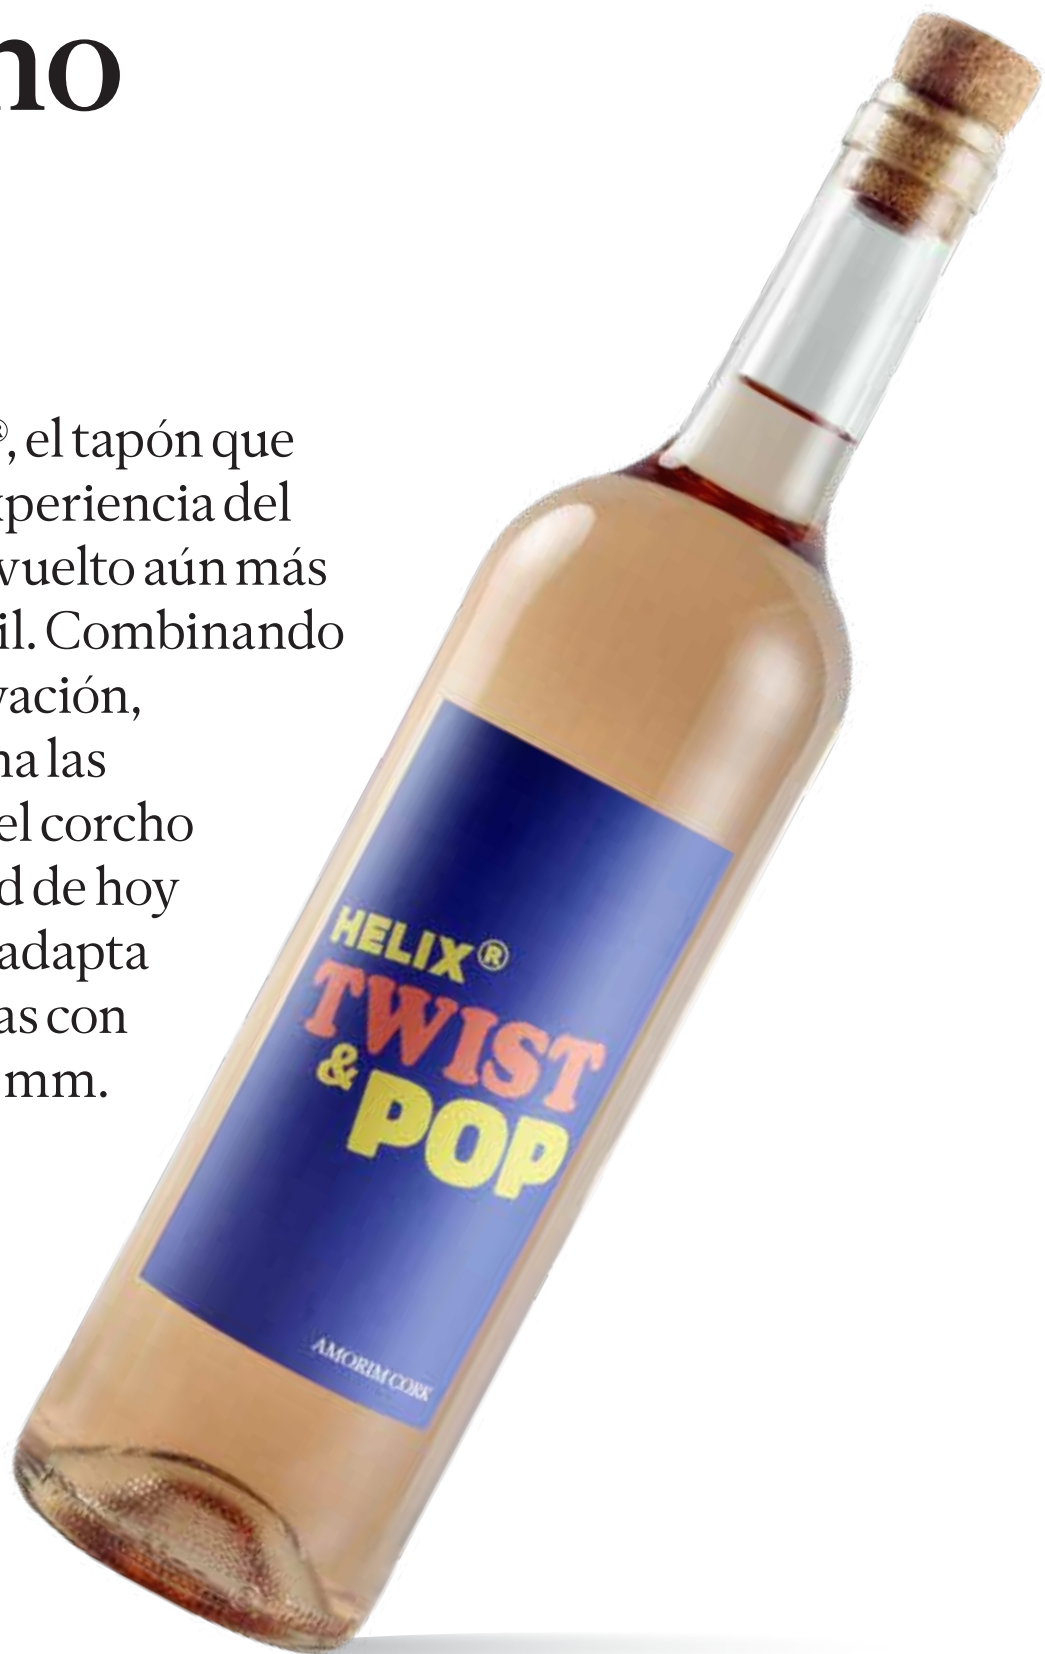 no
®, el tapón que
xperiencia del
vuelto aún más
il. Combinando
vación,
na las
el corcho
d de hoy
adapta
as con
mm.
HELIX®
TWIST
& POP
AMORIM CORK